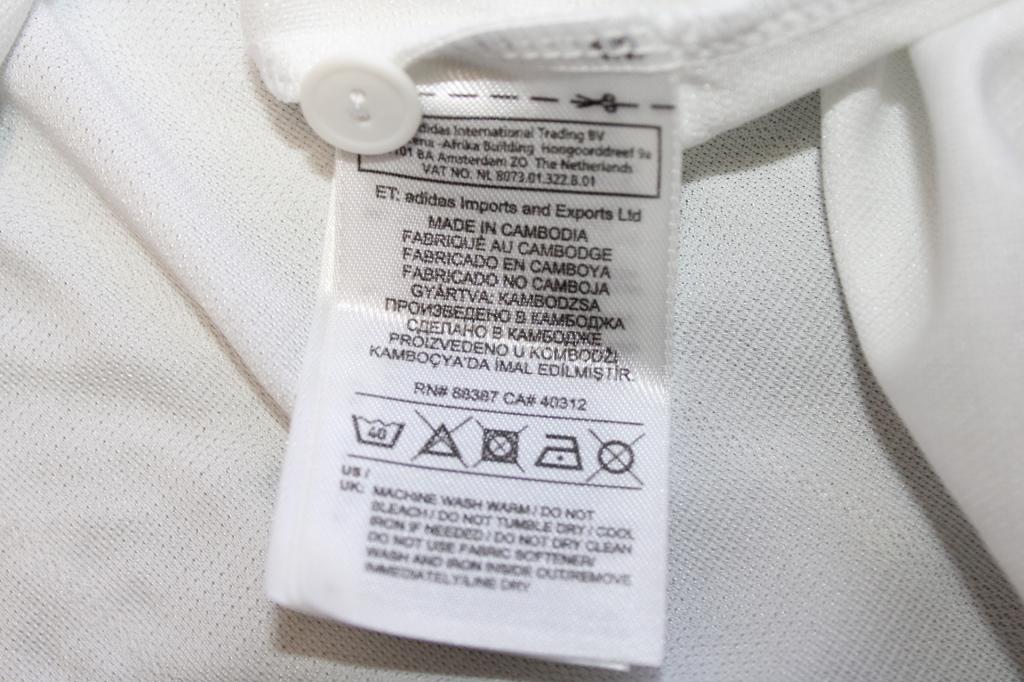 adidas International Trading BV
-Afrika Building Hoogoorddreef 9a
1101 BA Amsterdam ZO The Netherlands
VAT NO: NL 8073.01.322.B.01
ET: adidas Imports and Exports Ltd
MADE IN CAMBODIA
FABRIQUÉ AU CAMBODGE
FABRICADO EN CAMBOYA
FABRICADO NO CAMBOJA
GYÁRTVA: KAMBODZSA
ПРОИЗВЕДЕНО В КАМБОДЖА
СДЕЛАНО В КАМБОДЖЕ
PROIZVEDENO U KOMBODŽI
KAMBOÇYA'DA İMAL EDİLMİŞTİR.
RN# 88387 CA# 40312
40
US /
UK: MACHINE WASH WARM / DO NOT
BLEACH / DO NOT TUMBLE DRY / COOL
IRON IF NEEDED / DO NOT DRY CLEAN
DO NOT USE FABRIC SOFTENER/
WASH AND IRON INSIDE OUT/REMOVE
IMMEDIATELY/LINE DRY